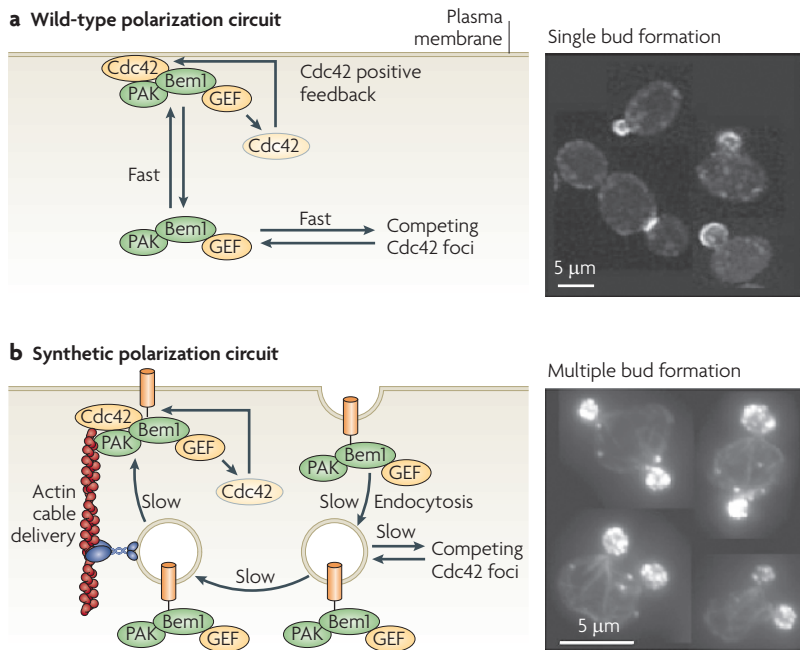 a Wild-type polarization circuit
Plasma
membrane
Single bud formation
Cdc42
PAK
Bem1
GEF
Cdc42 positive
feedback
Cdc42
Fast
PAK
Bem1
GEF
Fast
Competing
Cdc42 foci
5 µm
b Synthetic polarization circuit
Multiple bud formation
Cdc42
PAK
Bem1
GEF
Cdc42
Actin
cable
delivery
Slow
PAK
Bem1
GEF
Slow
Endocytosis
Slow
Competing
Cdc42 foci
Slow
PAK
Bem1
GEF
PAK
Bem1
GEF
5 µm